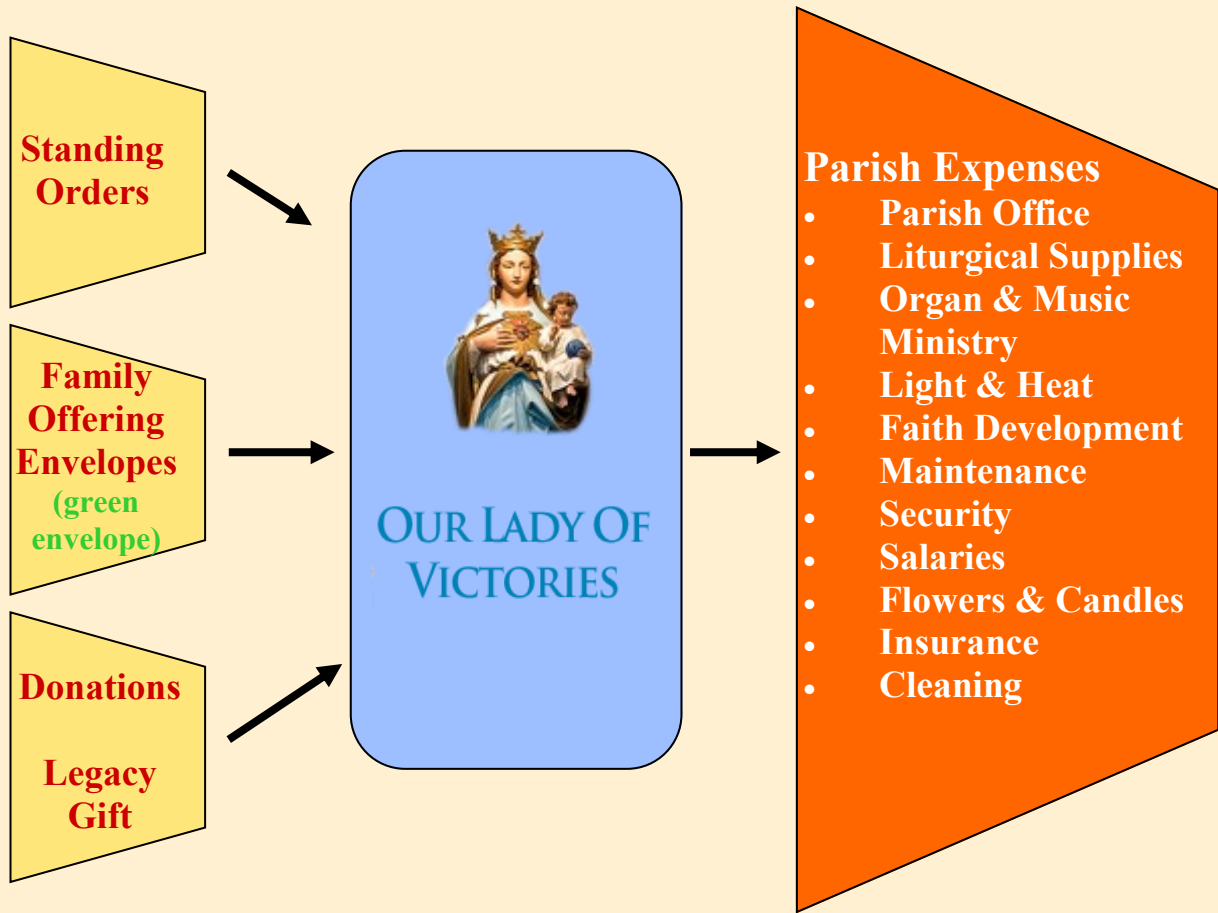 Standing
Orders
Family
Offering
Envelopes
(green
envelope)
Donations
Legacy
Gift
OUR LADY OF
VICTORIES
Parish Expenses
• Parish Office
• Liturgical Supplies
• Organ & Music
Ministry
• Light & Heat
• Faith Development
• Maintenance
• Security
• Salaries
• Flowers & Candles
• Insurance
• Cleaning